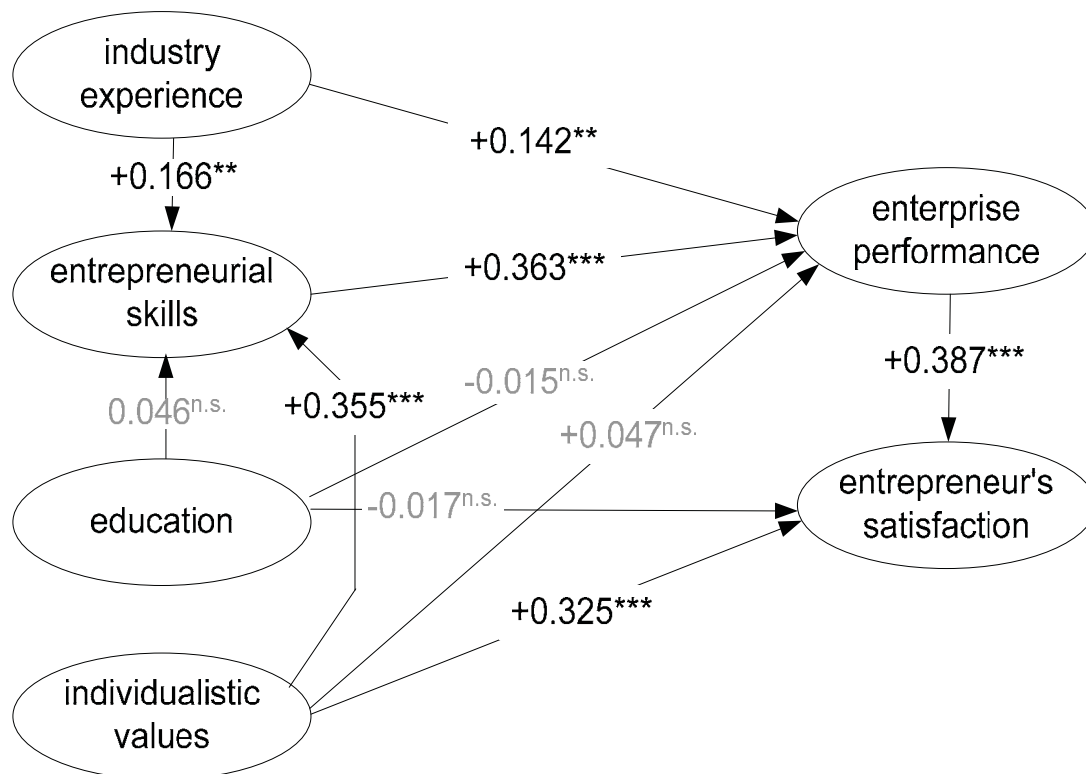 industry
experience
+0.142**
+0.166**
enterprise
performance
entrepreneurial
skills
+0.363***
+0.387***
-0.015n.s.
0.046n.s.
+0.355***
+0.047n.s.
entrepreneur's
satisfaction
education
-0.017n.s.
+0.325***
individualistic
values